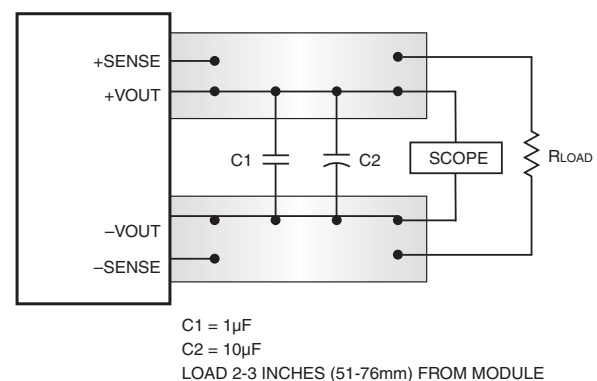 +SENSE
+VOUT
C1
C2
SCOPE
RLOAD
–VOUT
–SENSE
C1 = 1µF
C2 = 10µF
LOAD 2-3 INCHES (51-76mm) FROM MODULE